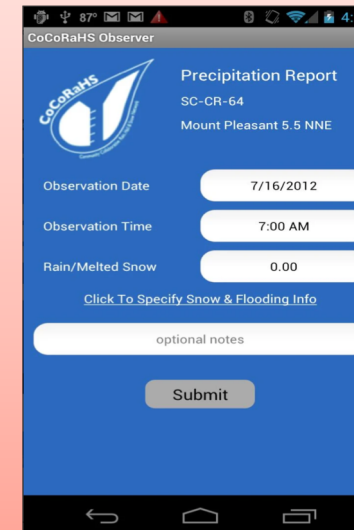 87° 4:
CoCoRaHS Observer
CoCoRaHS
Precipitation Report
SC-CR-64
Mount Pleasant 5.5 NNE
Observation Date 7/16/2012
Observation Time 7:00 AM
Rain/Melted Snow 0.00
Click To Specify Snow & Flooding Info
optional notes
Submit